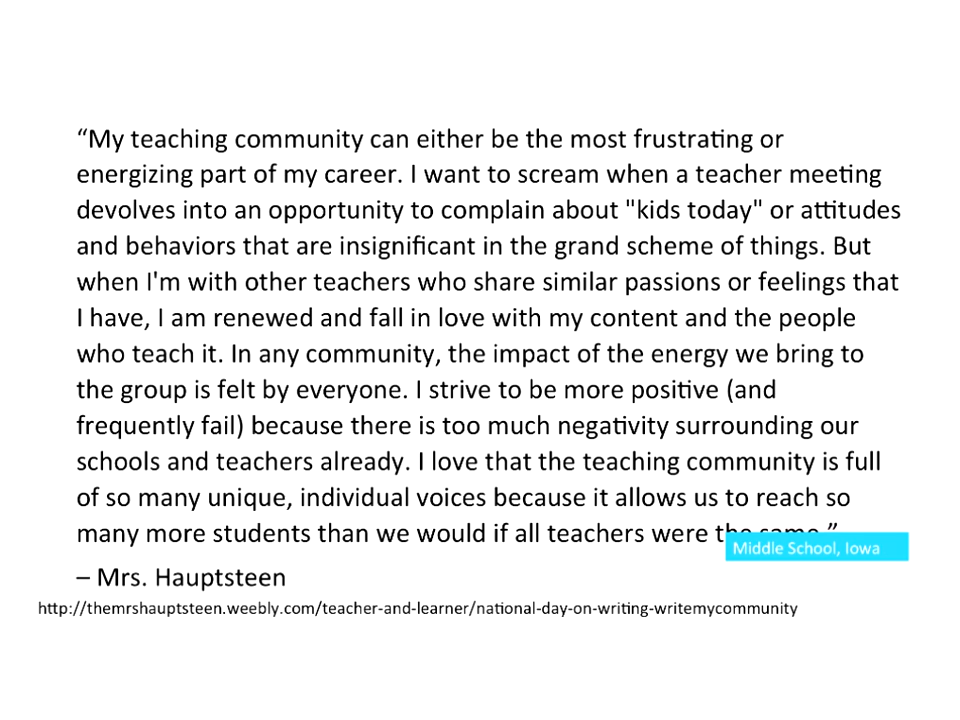 “My teaching community can either be the most frustrating or
energizing part of my career. I want to scream when a teacher meeting
devolves into an opportunity to complain about "kids today" or attitudes
and behaviors that are insignificant in the grand scheme of things. But
when I'm with other teachers who share similar passions or feelings that
I have, I am renewed and fall in love with my content and the people
who teach it. In any community, the impact of the energy we bring to
the group is felt by everyone. I strive to be more positive (and
frequently fail) because there is too much negativity surrounding our
schools and teachers already. I love that the teaching community is full
of so many unique, individual voices because it allows us to reach so
many more students than we would if all teachers were the same.”
Middle School, Iowa
– Mrs. Hauptsteen
http://themrshauptsteen.weebly.com/teacher-and-learner/national-day-on-writing-writemycommunity